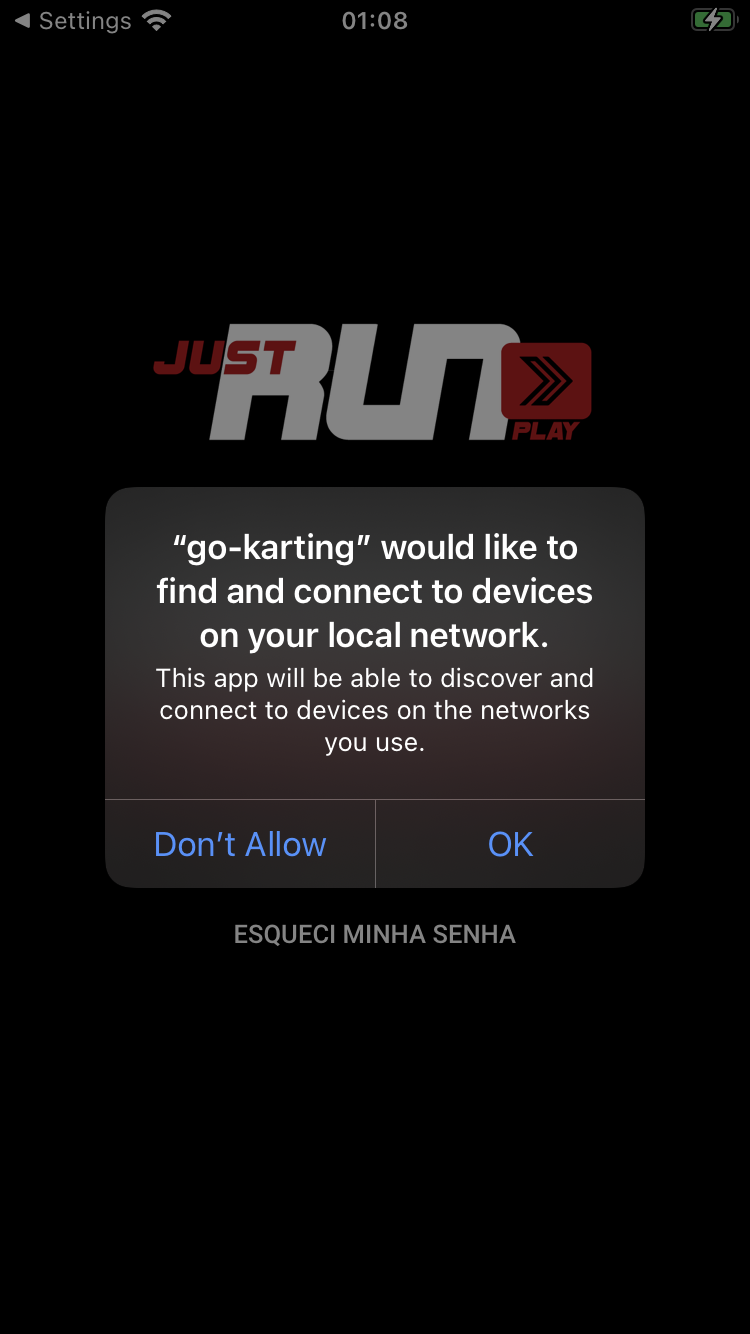 Settings
01:08
JUST
RUN
PLAY
“go-karting” would like to
find and connect to devices
on your local network.
This app will be able to discover and
connect to devices on the networks
you use.
Don’t Allow
OK
ESQUECI MINHA SENHA